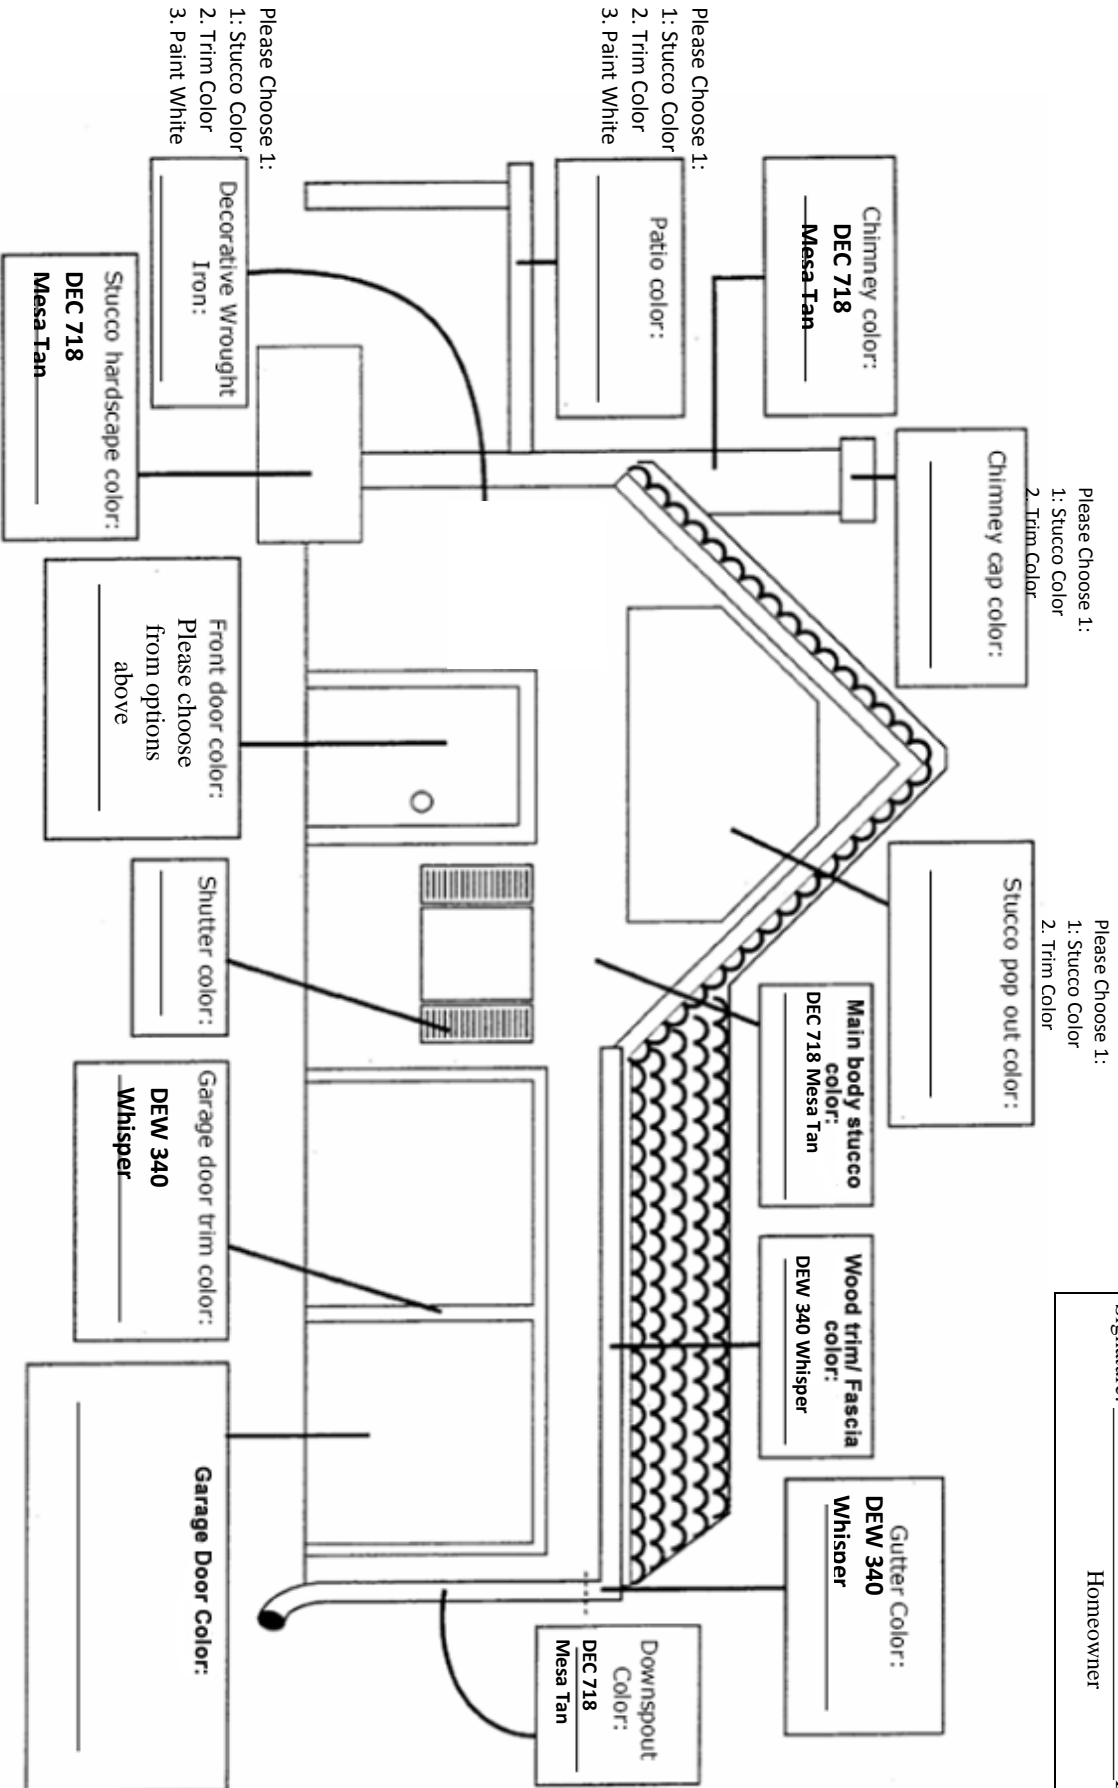 Signature:
Homeowner
Please Choose 1:
1: Stucco Color
2. Trim Color
Please Choose 1:
1: Stucco Color
2. Trim Color
Chimney cap color:
Stucco pop out color:
Gutter Color:
DEW 340
Whisper
Chimney color:
DEC 718
Mesa Tan
Main body stucco
color:
DEC 718 Mesa Tan
Wood trim/ Fascia
color:
DEW 340 Whisper
Please Choose 1:
1: Stucco Color
2. Trim Color
3. Paint White
Patio color:
Downspout
Color:
DEC 718
Mesa Tan
Please Choose 1:
1: Stucco Color
2. Trim Color
3. Paint White
Decorative Wrought
Iron:
Stucco hardscape color:
DEC 718
Mesa Tan
Front door color:
Please choose
from options
above
Shutter color:
Garage door trim color:
DEW 340
Whisper
Garage Door Color: